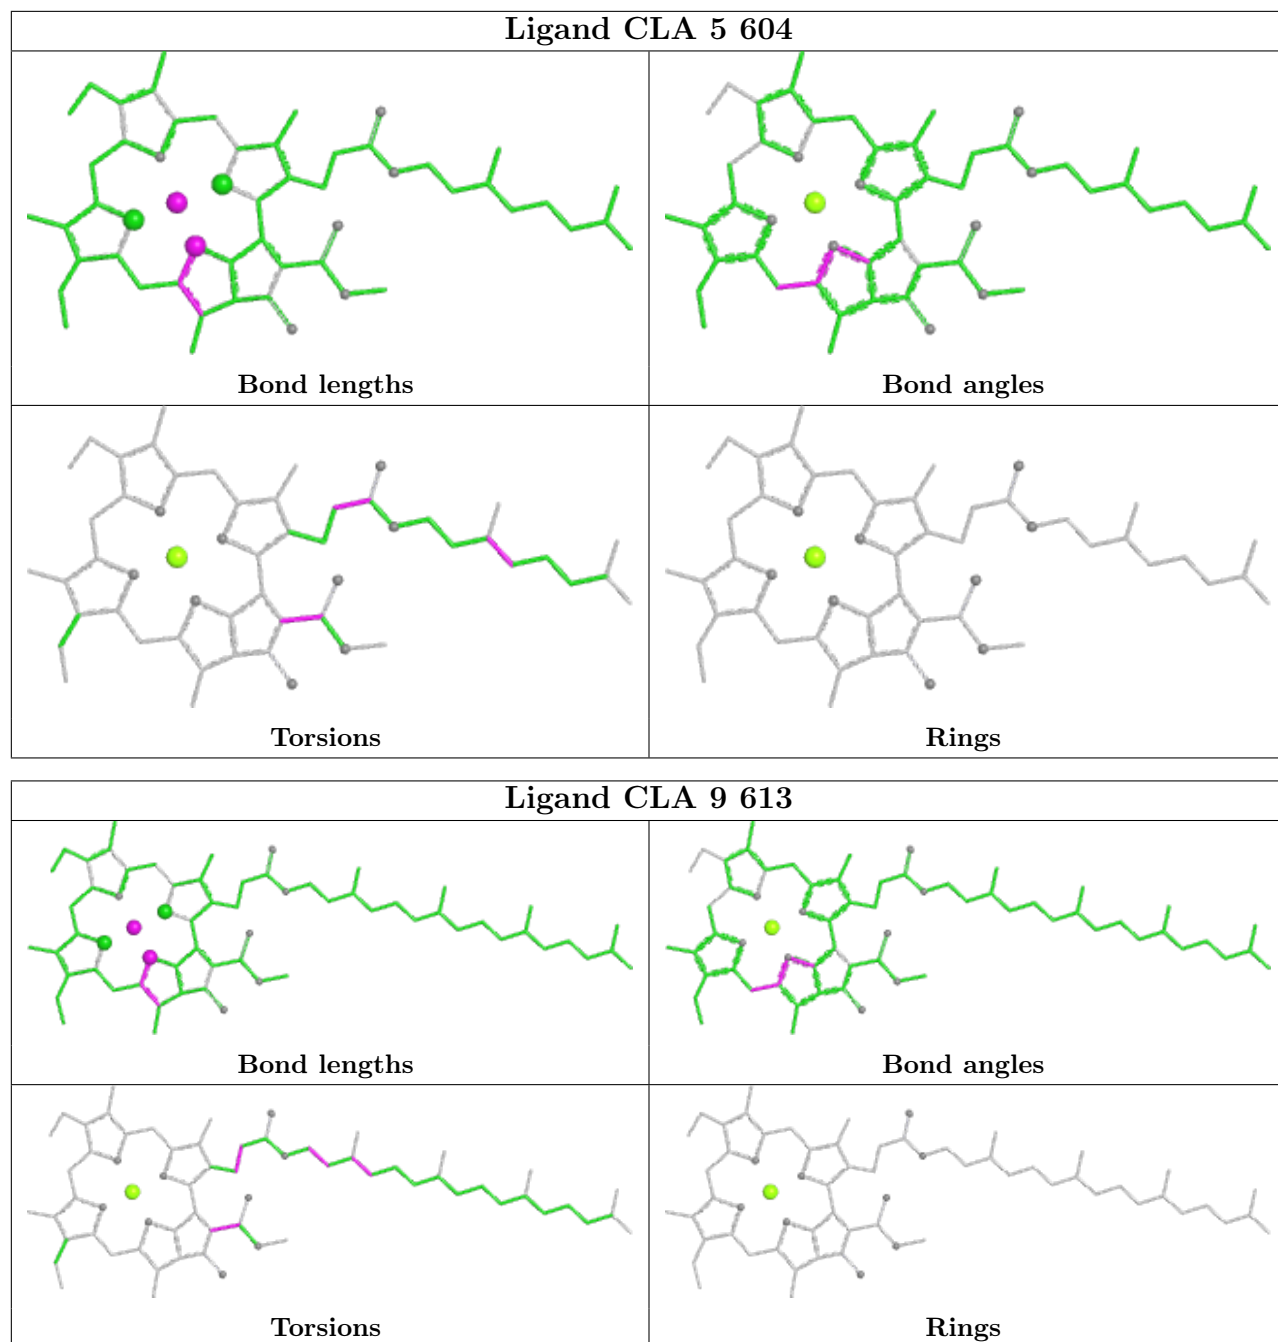 Ligand CLA 5 604
Bond lengths
Bond angles
Torsions
Rings
Ligand CLA 9 613
Bond lengths
Bond angles
Torsions
Rings